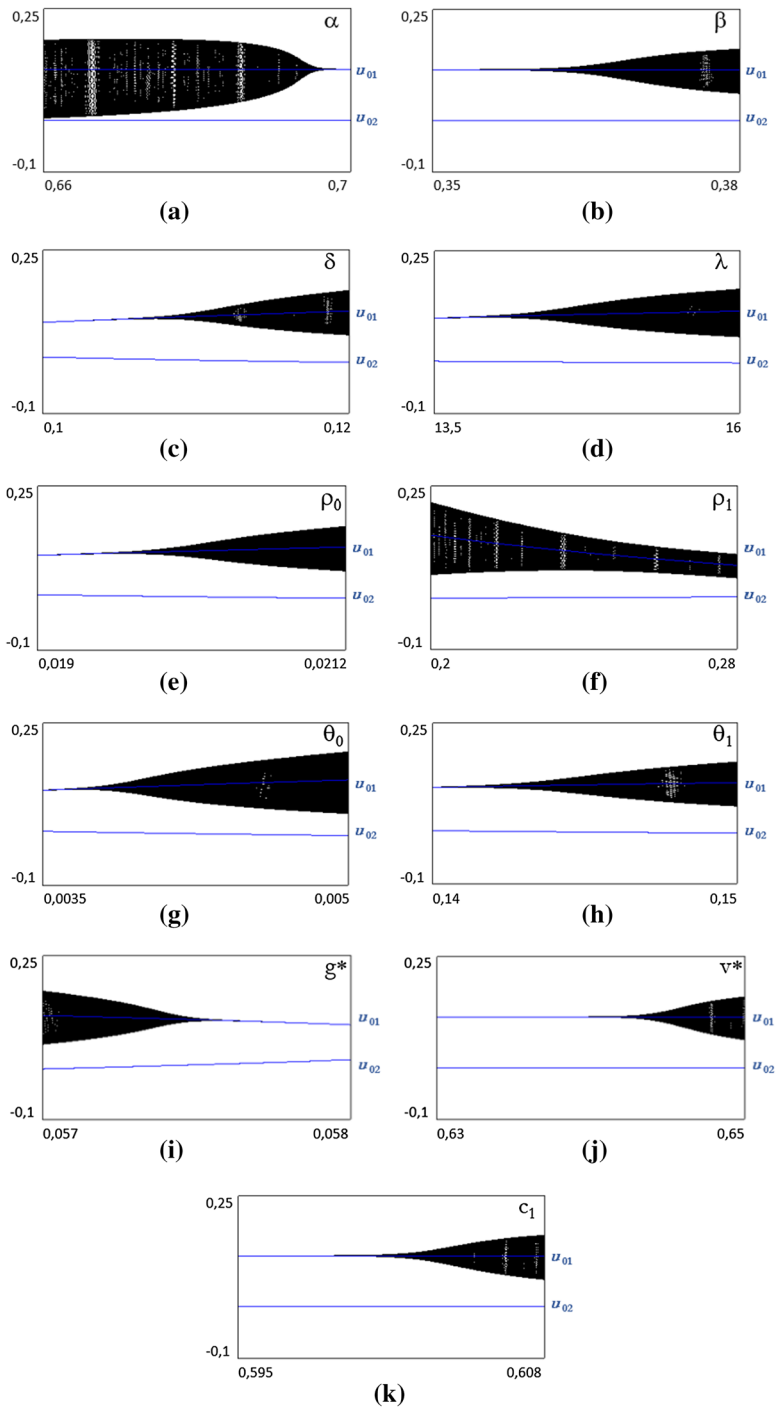 0,25 α
u01
u02
-0,1
0,66 0,7
(a)
0,25 β
u01
u02
-0,1
0,35 0,38
(b)
0,25 δ
u01
u02
-0,1
0,1 0,12
(c)
0,25 λ
u01
u02
-0,1
13,5 16
(d)
0,25 ρ0
u01
u02
-0,1
0,019 0,0212
(e)
0,25 ρ1
u01
u02
-0,1
0,2 0,28
(f)
0,25 θ0
u01
u02
-0,1
0,0035 0,005
(g)
0,25 θ1
u01
u02
-0,1
0,14 0,15
(h)
0,25 g*
u01
u02
-0,1
0,057 0,058
(i)
0,25 v*
u01
u02
-0,1
0,63 0,65
(j)
0,25 c1
u01
u02
-0,1
0,595 0,608
(k)